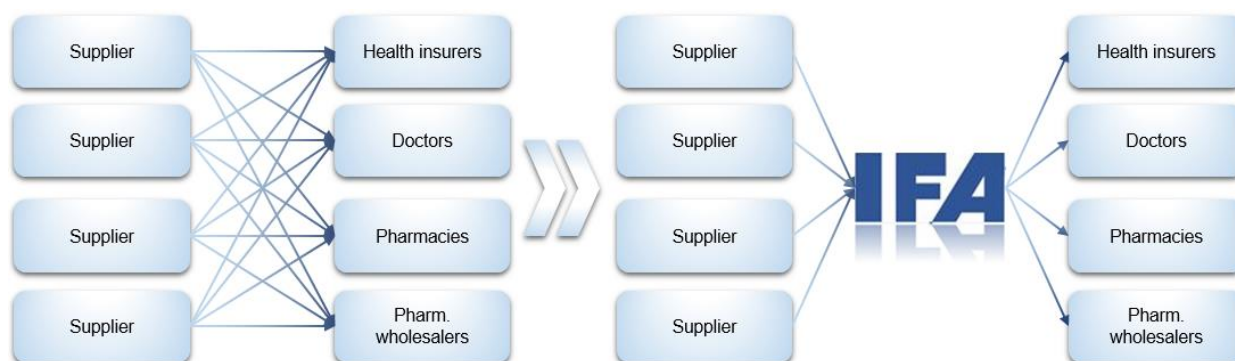 Supplier
Health insurers
Supplier
Doctors
Supplier
Pharmacies
Supplier
Pharm.
wholesalers
Supplier
Supplier
Supplier
Supplier
IFA
Health insurers
Doctors
Pharmacies
Pharm.
wholesalers